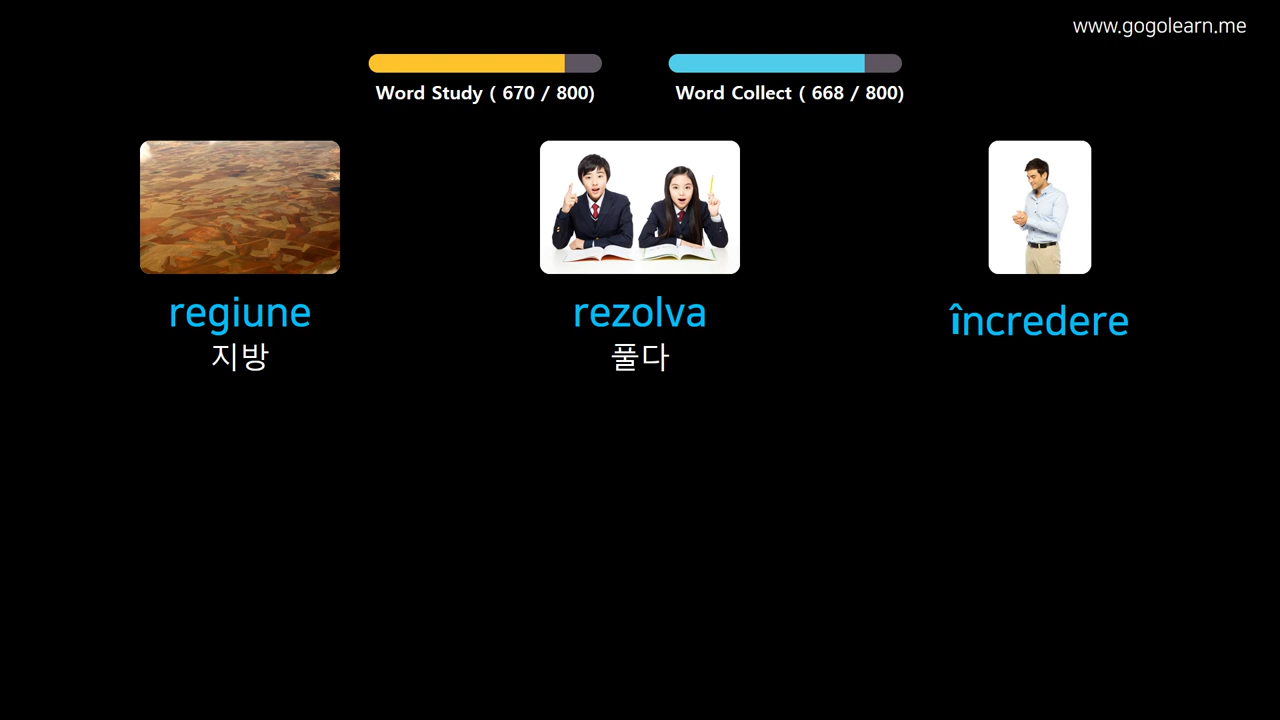 www.gogolearn.me
Word Study ( 670 / 800)
Word Collect ( 668 / 800)
regiune
지방
rezolva
풀다
încredere